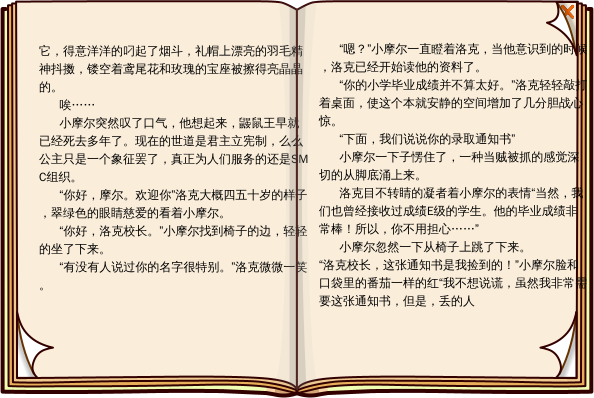 它，得意洋洋的叼起了烟斗，礼帽上漂亮的羽毛精
神抖擞，镂空着鸢尾花和玫瑰的宝座被擦得亮晶晶
的。
唉……
小摩尔突然叹了口气，他想起来，鼹鼠王早就
已经死去多年了。现在的世道是君主立宪制，么么
公主只是一个象征罢了，真正为人们服务的还是SM
C组织。
“你好，摩尔。欢迎你”洛克大概四五十岁的样子
，翠绿色的眼睛慈爱的看着小摩尔。
“你好，洛克校长。”小摩尔找到椅子的边，轻轻
的坐了下来。
“有没有人说过你的名字很特别。”洛克微微一笑
。
“嗯？”小摩尔一直瞪着洛克，当他意识到的时候
，洛克已经开始读他的资料了。
“你的小学毕业成绩并不算太好。”洛克轻轻敲打
着桌面，使这个本就安静的空间增加了几分胆战心
惊。
“下面，我们说说你的录取通知书”
小摩尔一下子愣住了，一种当贼被抓的感觉深
切的从脚底涌上来。
洛克目不转睛的凝者着小摩尔的表情“当然，我
们也曾经接收过成绩E级的学生。他的毕业成绩非
常棒！所以，你不用担心……”
小摩尔忽然一下从椅子上跳了下来。
“洛克校长，这张通知书是我捡到的！”小摩尔脸和
口袋里的番茄一样的红“我不想说谎，虽然我非常需
要这张通知书，但是，丢的人